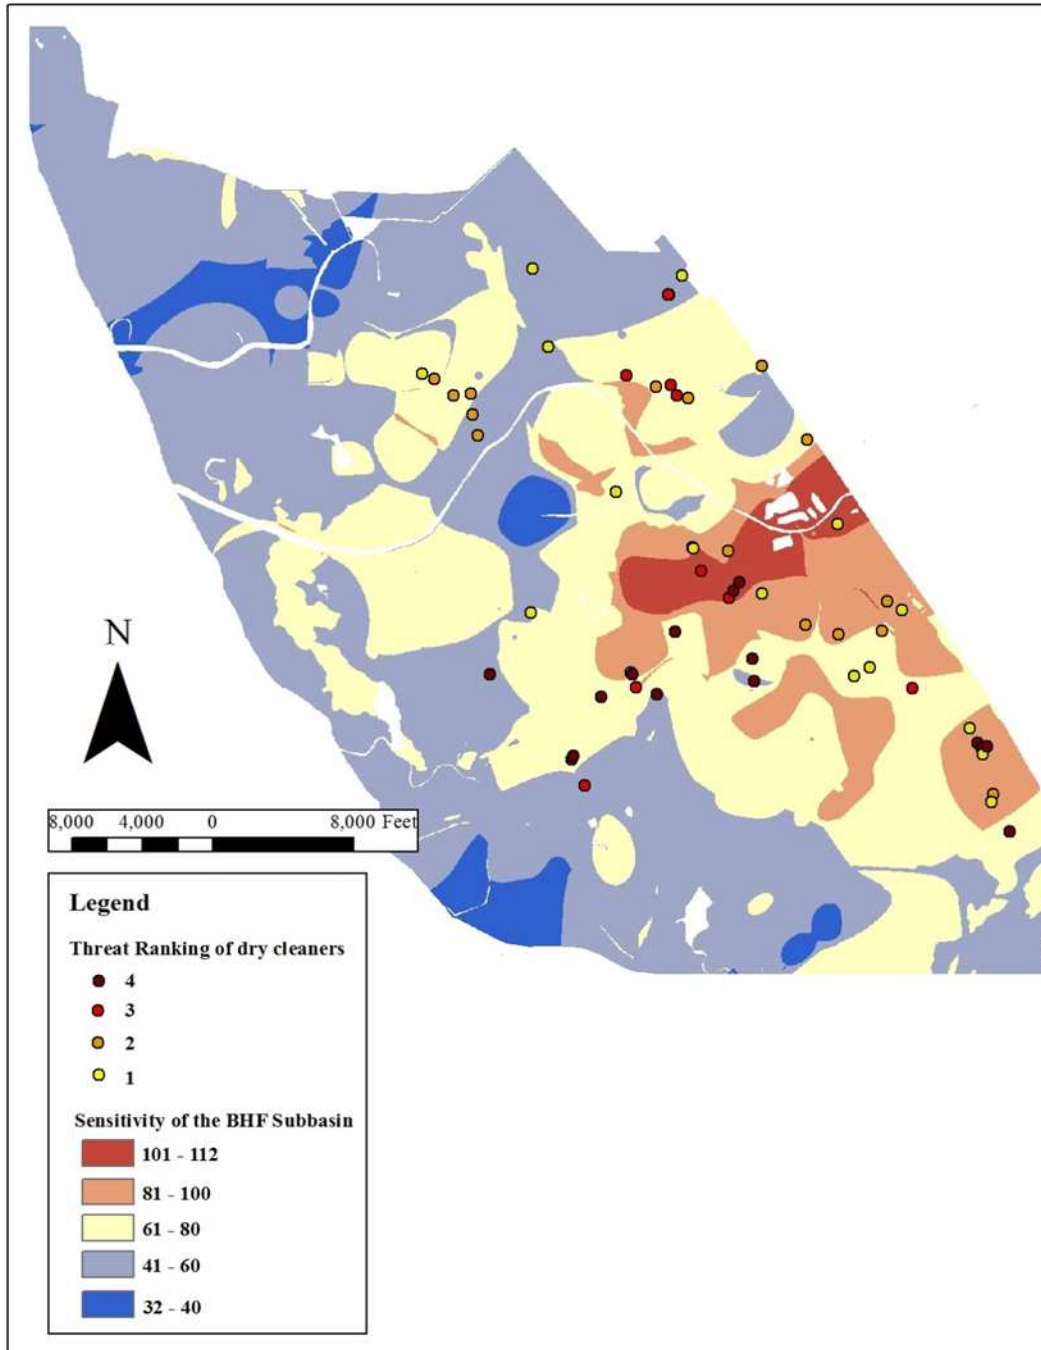 N
8,000 4,000 0 8,000 Feet
Legend
Threat Ranking of dry cleaners
4
3
2
1
Sensitivity of the BHF Subbasin
101 - 112
81 - 100
61 - 80
41 - 60
32 - 40